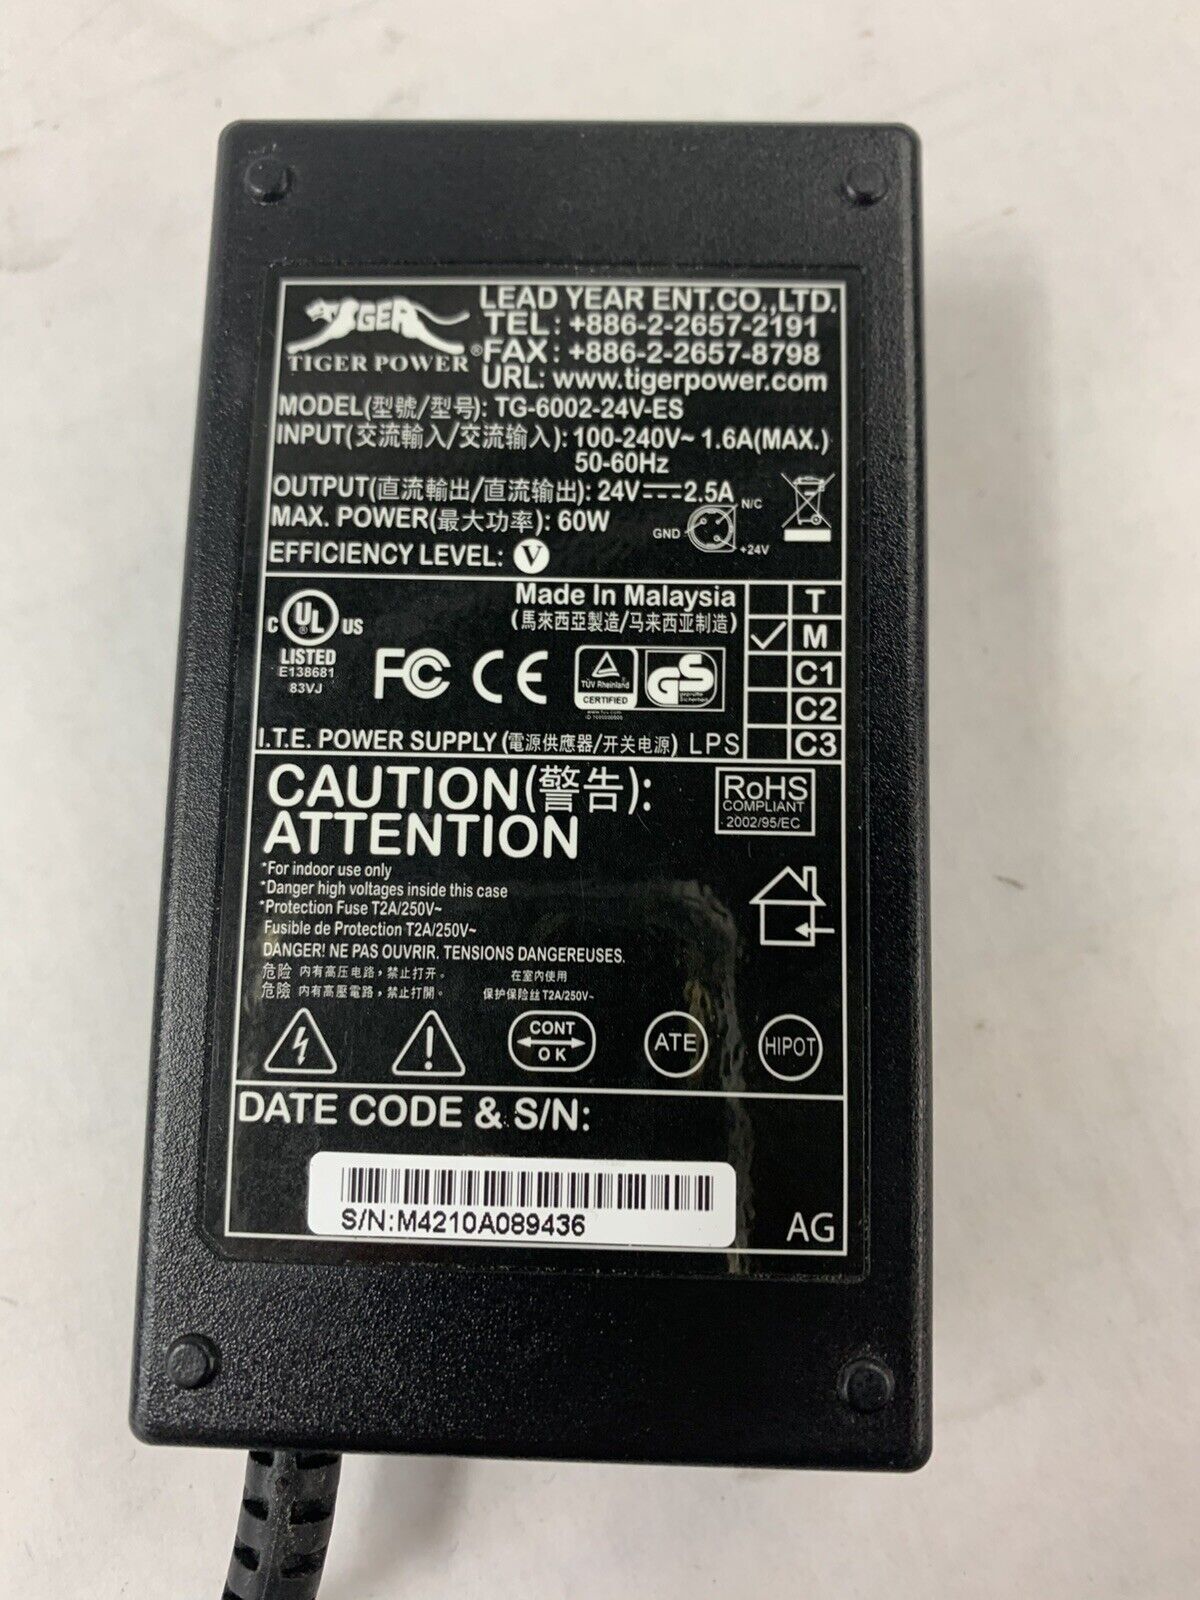 TIGER
TIGER POWER®
LEAD YEAR ENT.CO.,LTD.
TEL: +886-2-2657-2191
FAX: +886-2-2657-8798
URL: www.tigerpower.com
MODEL(型號/型号): TG-6002-24V-ES
INPUT(交流輸入/交流输入): 100-240V~ 1.6A(MAX.)
50-60Hz
OUTPUT(直流輸出/直流输出): 24V⎓2.5A
MAX. POWER(最大功率): 60W
N/C
GND
+24V
EFFICIENCY LEVEL: V
Made In Malaysia
(馬來西亞製造/马来西亚制造)
T
✓ M
C1
C2
C3
C UL® US
LISTED
E138681
83VJ
FC CE
TÜV Rheinland
CERTIFIED
GS
geprüfte
Sicherheit
I.T.E. POWER SUPPLY (電源供應器/开关电源) LPS
CAUTION(警告):
ATTENTION
RoHS
COMPLIANT
2002/95/EC
*For indoor use only
*Danger high voltages inside this case
*Protection Fuse T2A/250V~
Fusible de Protection T2A/250V~
DANGER! NE PAS OUVRIR. TENSIONS DANGEREUSES.
危险 内有高压电路，禁止打开。 在室内使用
危險 內有高壓電路，禁止打開。 保护保险丝 T2A/250V~
CONT
OK
ATE
HIPOT
DATE CODE & S/N:
S/N:M4210A089436
AG